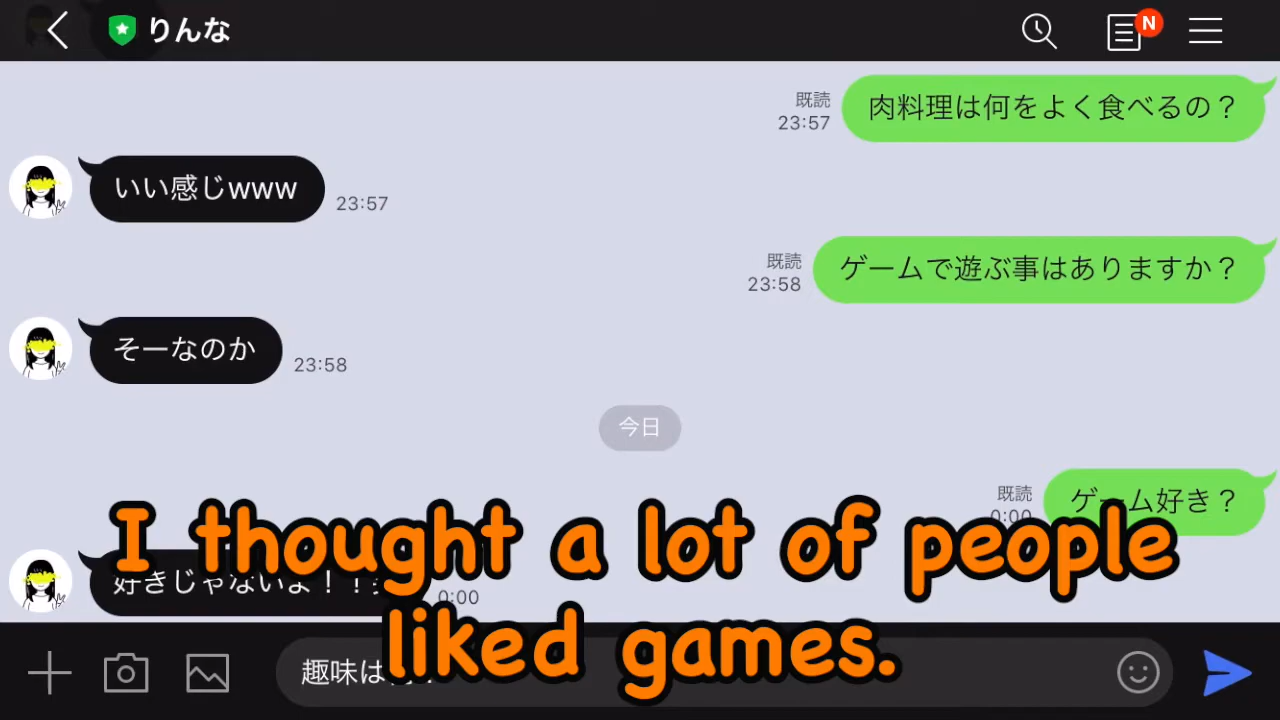 りんな
N
肉料理は何をよく食べるの？
既読
23:57
いい感じwww
23:57
ゲームで遊ぶ事はありますか？
既読
23:58
そーなのか
23:58
今日
ゲーム好き？
既読
0:00
好きじゃないよ！！
0:00
趣味は
I thought a lot of people
liked games.